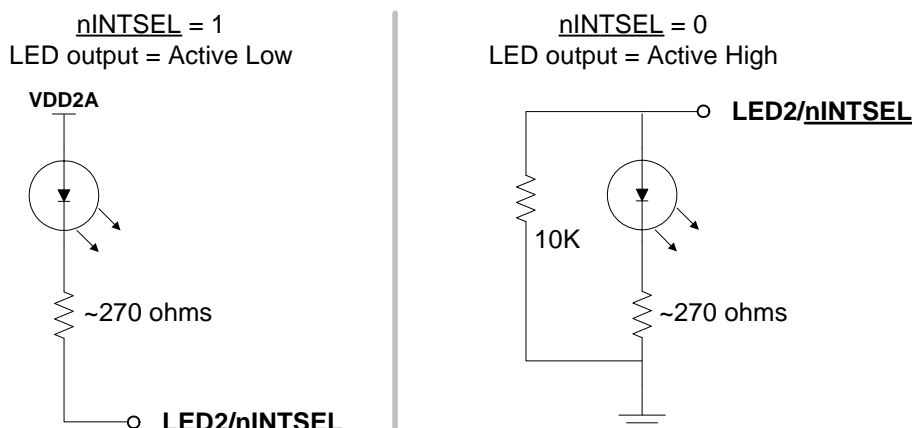 nINTSEL = 1
LED output = Active Low
VDD2A
~270 ohms
LED2/nINTSEL
nINTSEL = 0
LED output = Active High
LED2/nINTSEL
10K
~270 ohms